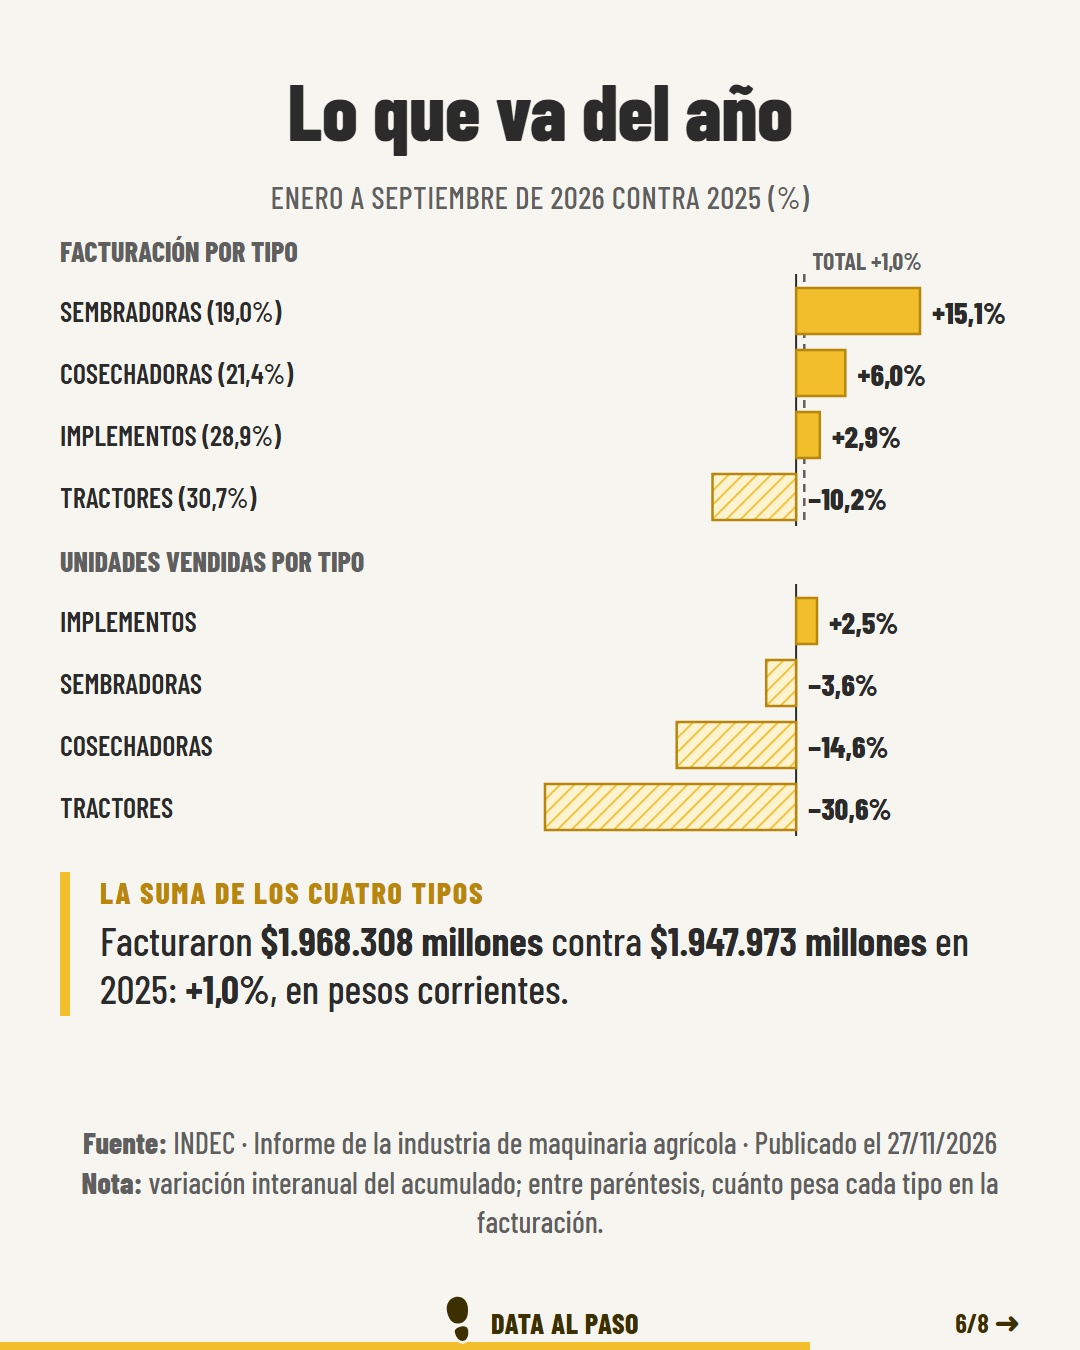 Lo que va del año
ENERO A SEPTIEMBRE DE 2026 CONTRA 2025 (%)
FACTURACIÓN POR TIPO
TOTAL +1,0%
SEMBRADORAS (19,0%) +15,1%
COSECHADORAS (21,4%) +6,0%
IMPLEMENTOS (28,9%) +2,9%
TRACTORES (30,7%) −10,2%
UNIDADES VENDIDAS POR TIPO
IMPLEMENTOS +2,5%
SEMBRADORAS −3,6%
COSECHADORAS −14,6%
TRACTORES −30,6%
LA SUMA DE LOS CUATRO TIPOS
Facturaron $1.968.308 millones contra $1.947.973 millones en
2025: +1,0%, en pesos corrientes.
Fuente: INDEC · Informe de la industria de maquinaria agrícola · Publicado el 27/11/2026
Nota: variación interanual del acumulado; entre paréntesis, cuánto pesa cada tipo en la
facturación.
DATA AL PASO
6/8 →